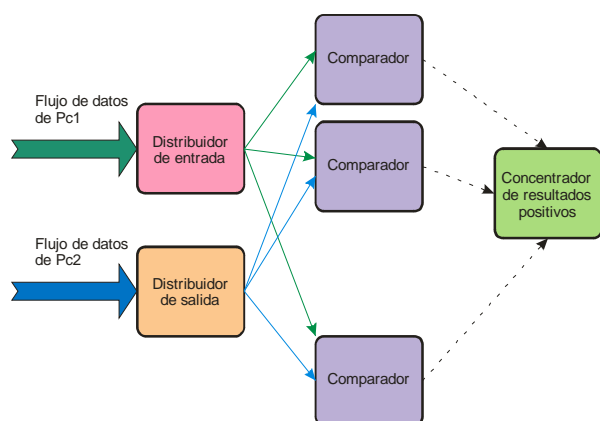 Flujo de datos
de Pc1
Distribuidor
de entrada
Flujo de datos
de Pc2
Distribuidor
de salida
Comparador
Comparador
Comparador
Concentrador
de resultados
positivos